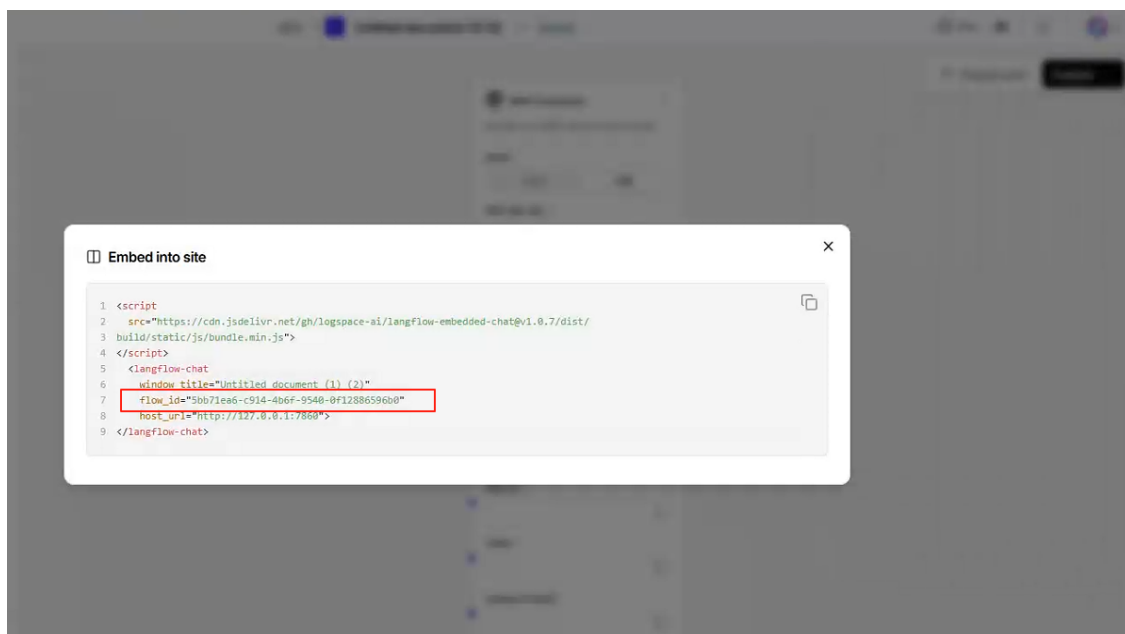 Embed into site
1 <script
2 src="https://cdn.jsdelivr.net/gh/logspace-ai/langflow-embedded-chat@v1.0.7/dist/
3 build/static/js/bundle.min.js">
4 </script>
5 <langflow-chat
6 window_title="Untitled document (1) (2)"
7 flow_id="5bb71ea6-c914-4b6f-9540-0f12886596b0"
8 host_url="http://127.0.0.1:7860">
9 </langflow-chat>